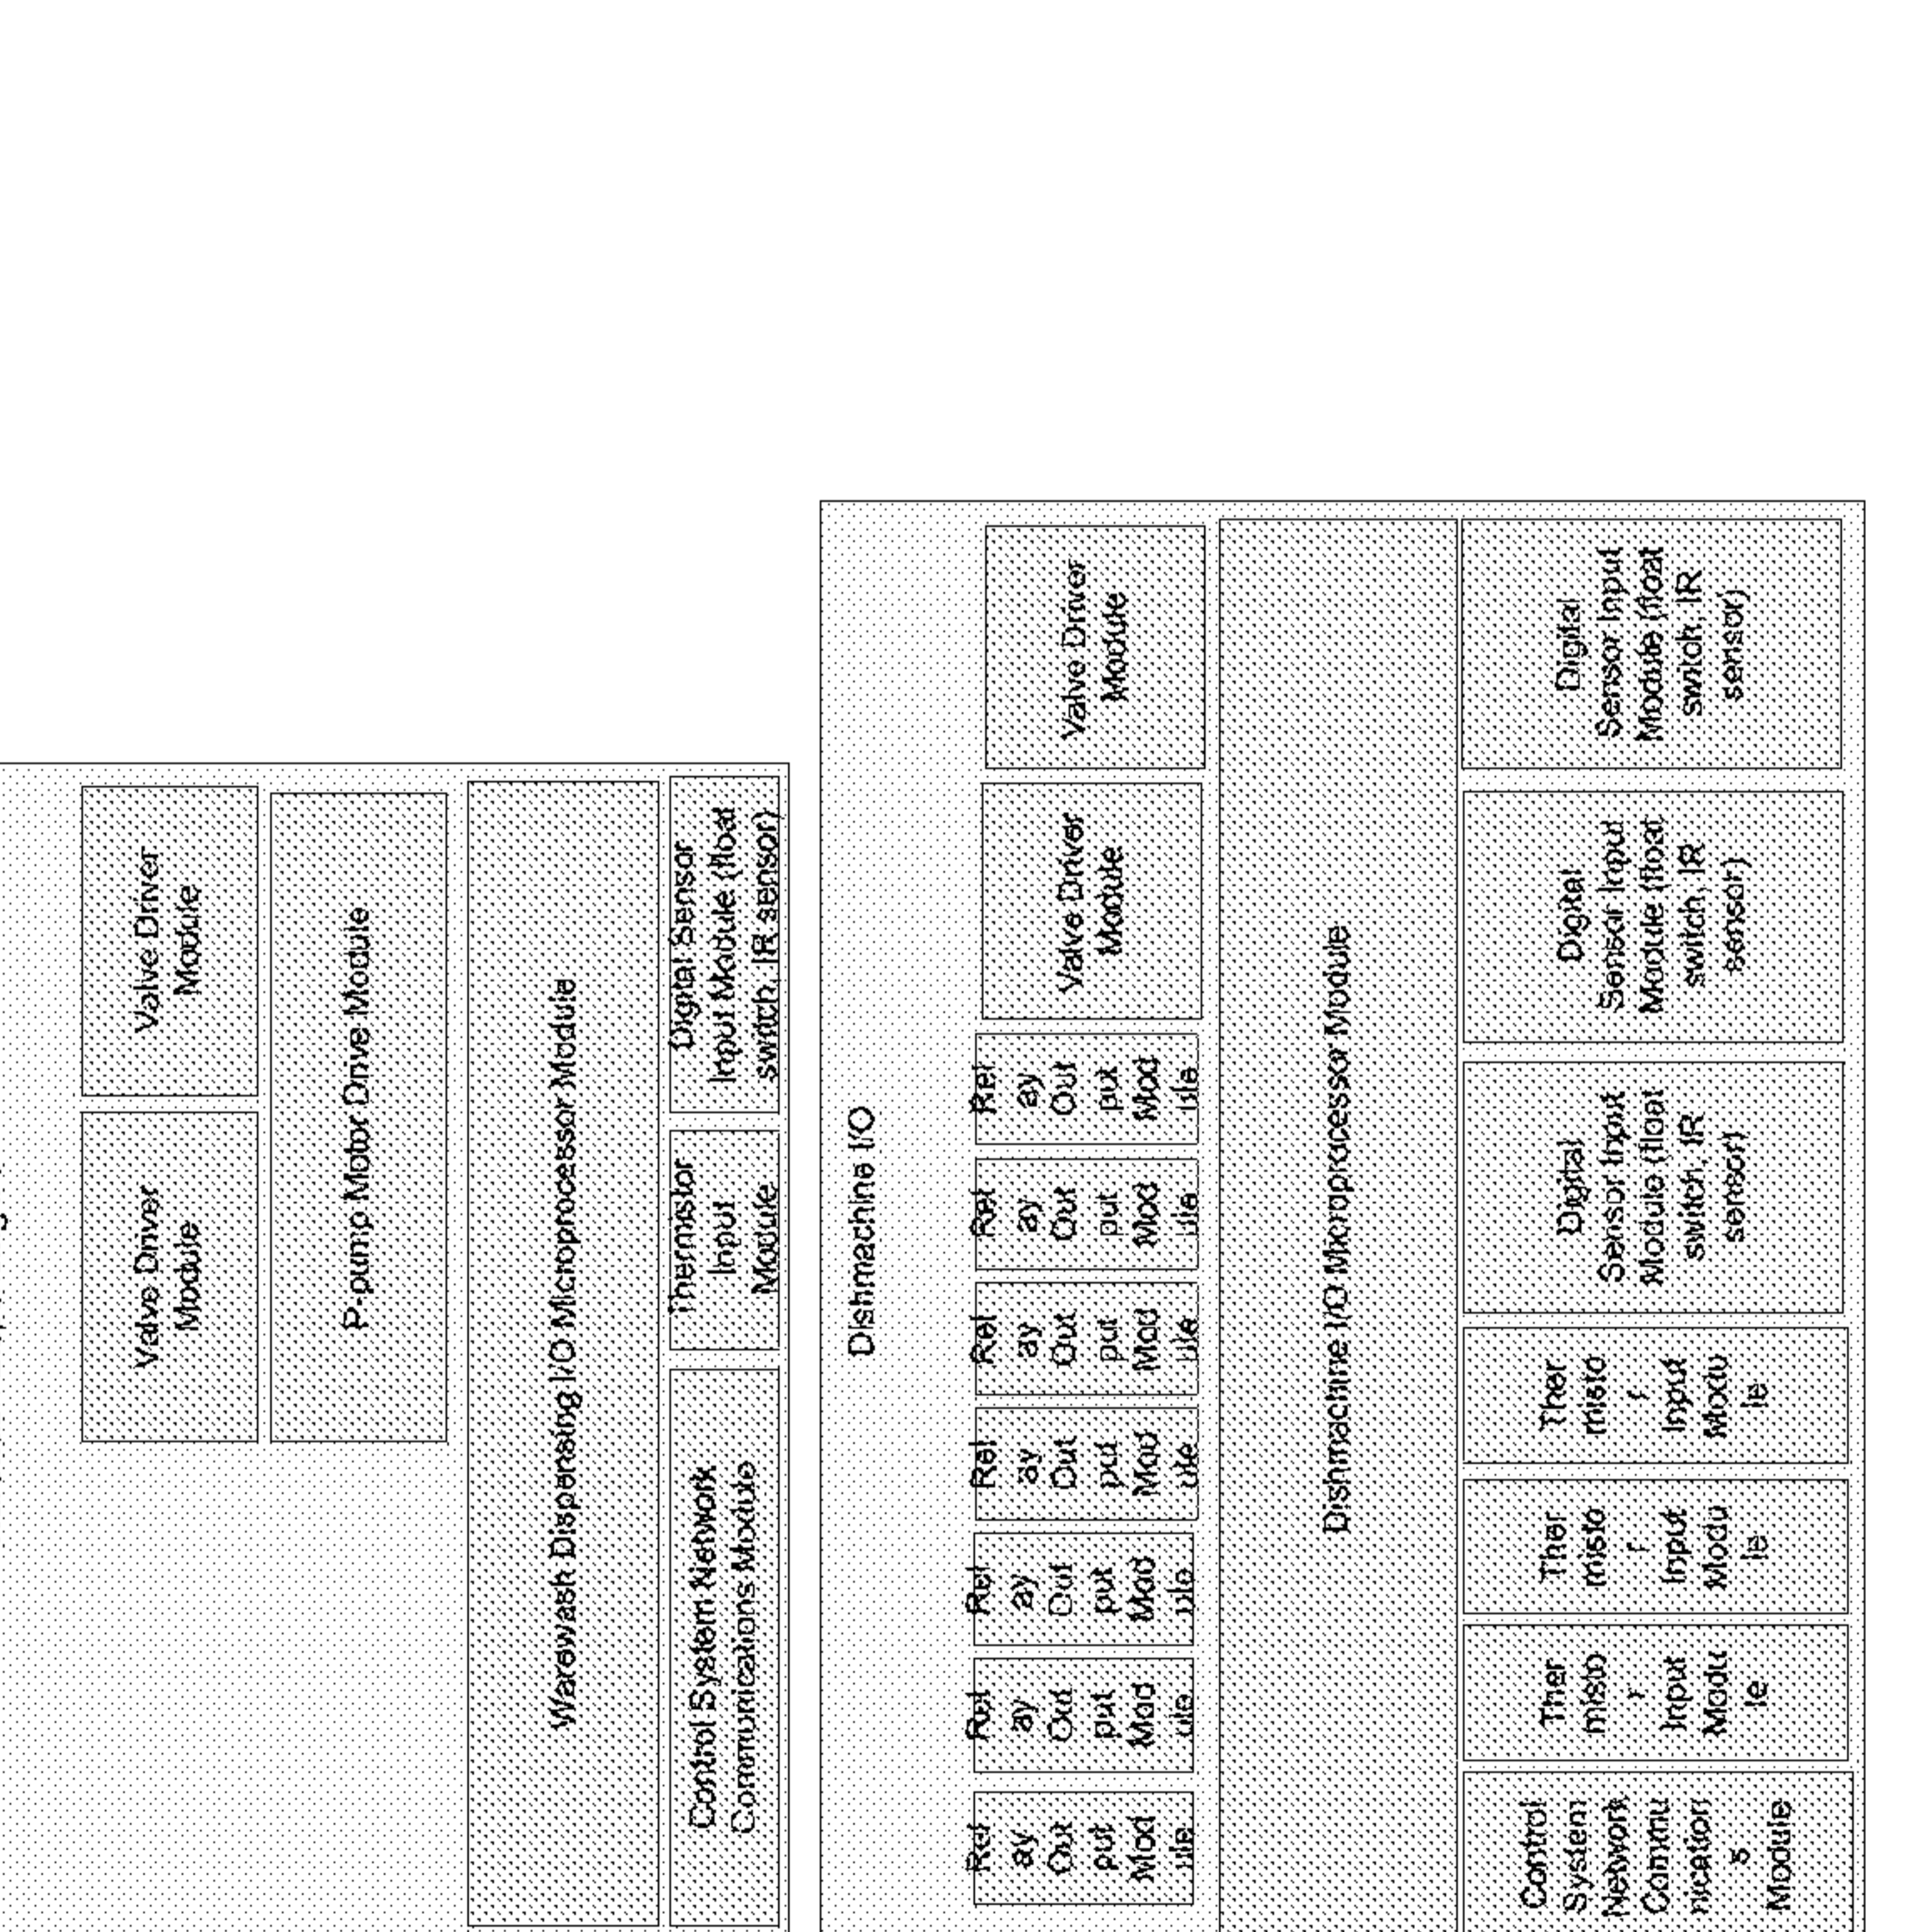 Valve Driver
Module
Valve Driver
Module
P-pump Motor Drive Module
Warewash Dispensing I/O Microprocessor Module
Control System Network
Communications Module
Thermistor
Input
Module
Digital Sensor
Input Module (float
switch, IR sensor)
Dishmachine I/O
Rel
ay
Out
put
Mod
ule
Rel
ay
Out
put
Mod
ule
Rel
ay
Out
put
Mod
ule
Rel
ay
Out
put
Mod
ule
Rel
ay
Out
put
Mod
ule
Rel
ay
Out
put
Mod
ule
Rel
ay
Out
put
Mod
ule
Valve Driver
Module
Valve Driver
Module
Dishmachine I/O Microprocessor Module
Control
System
Network
Commu
nication
s
Module
Ther
misto
r
Input
Modu
le
Ther
misto
r
Input
Modu
le
Ther
misto
r
Input
Modu
le
Digital
Sensor Input
Module (float
switch, IR
sensor)
Digital
Sensor Input
Module (float
switch, IR
sensor)
Digital
Sensor Input
Module (float
switch, IR
sensor)